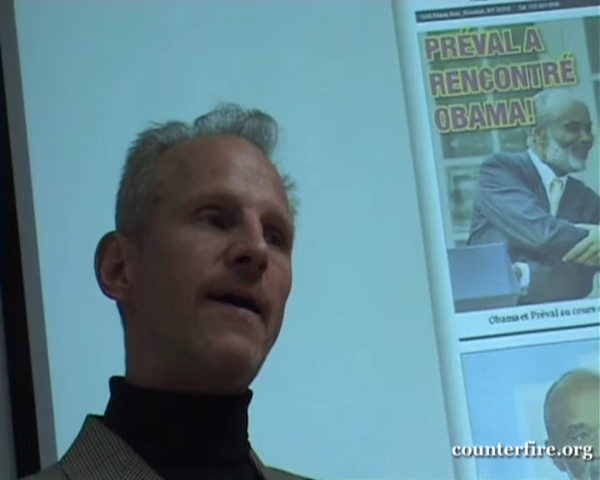 PRÉVAL A
RENCONTRÉ
OBAMA!
Obama et Préval au cours
counterfire.org